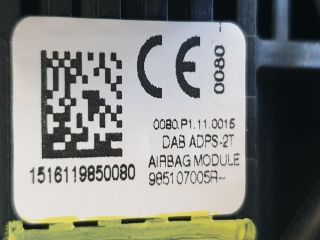 CE
0080
0080.P1.11.0015
DAB ADPS-2T
AIRBAG MODULE
985107005R--
1516119850080